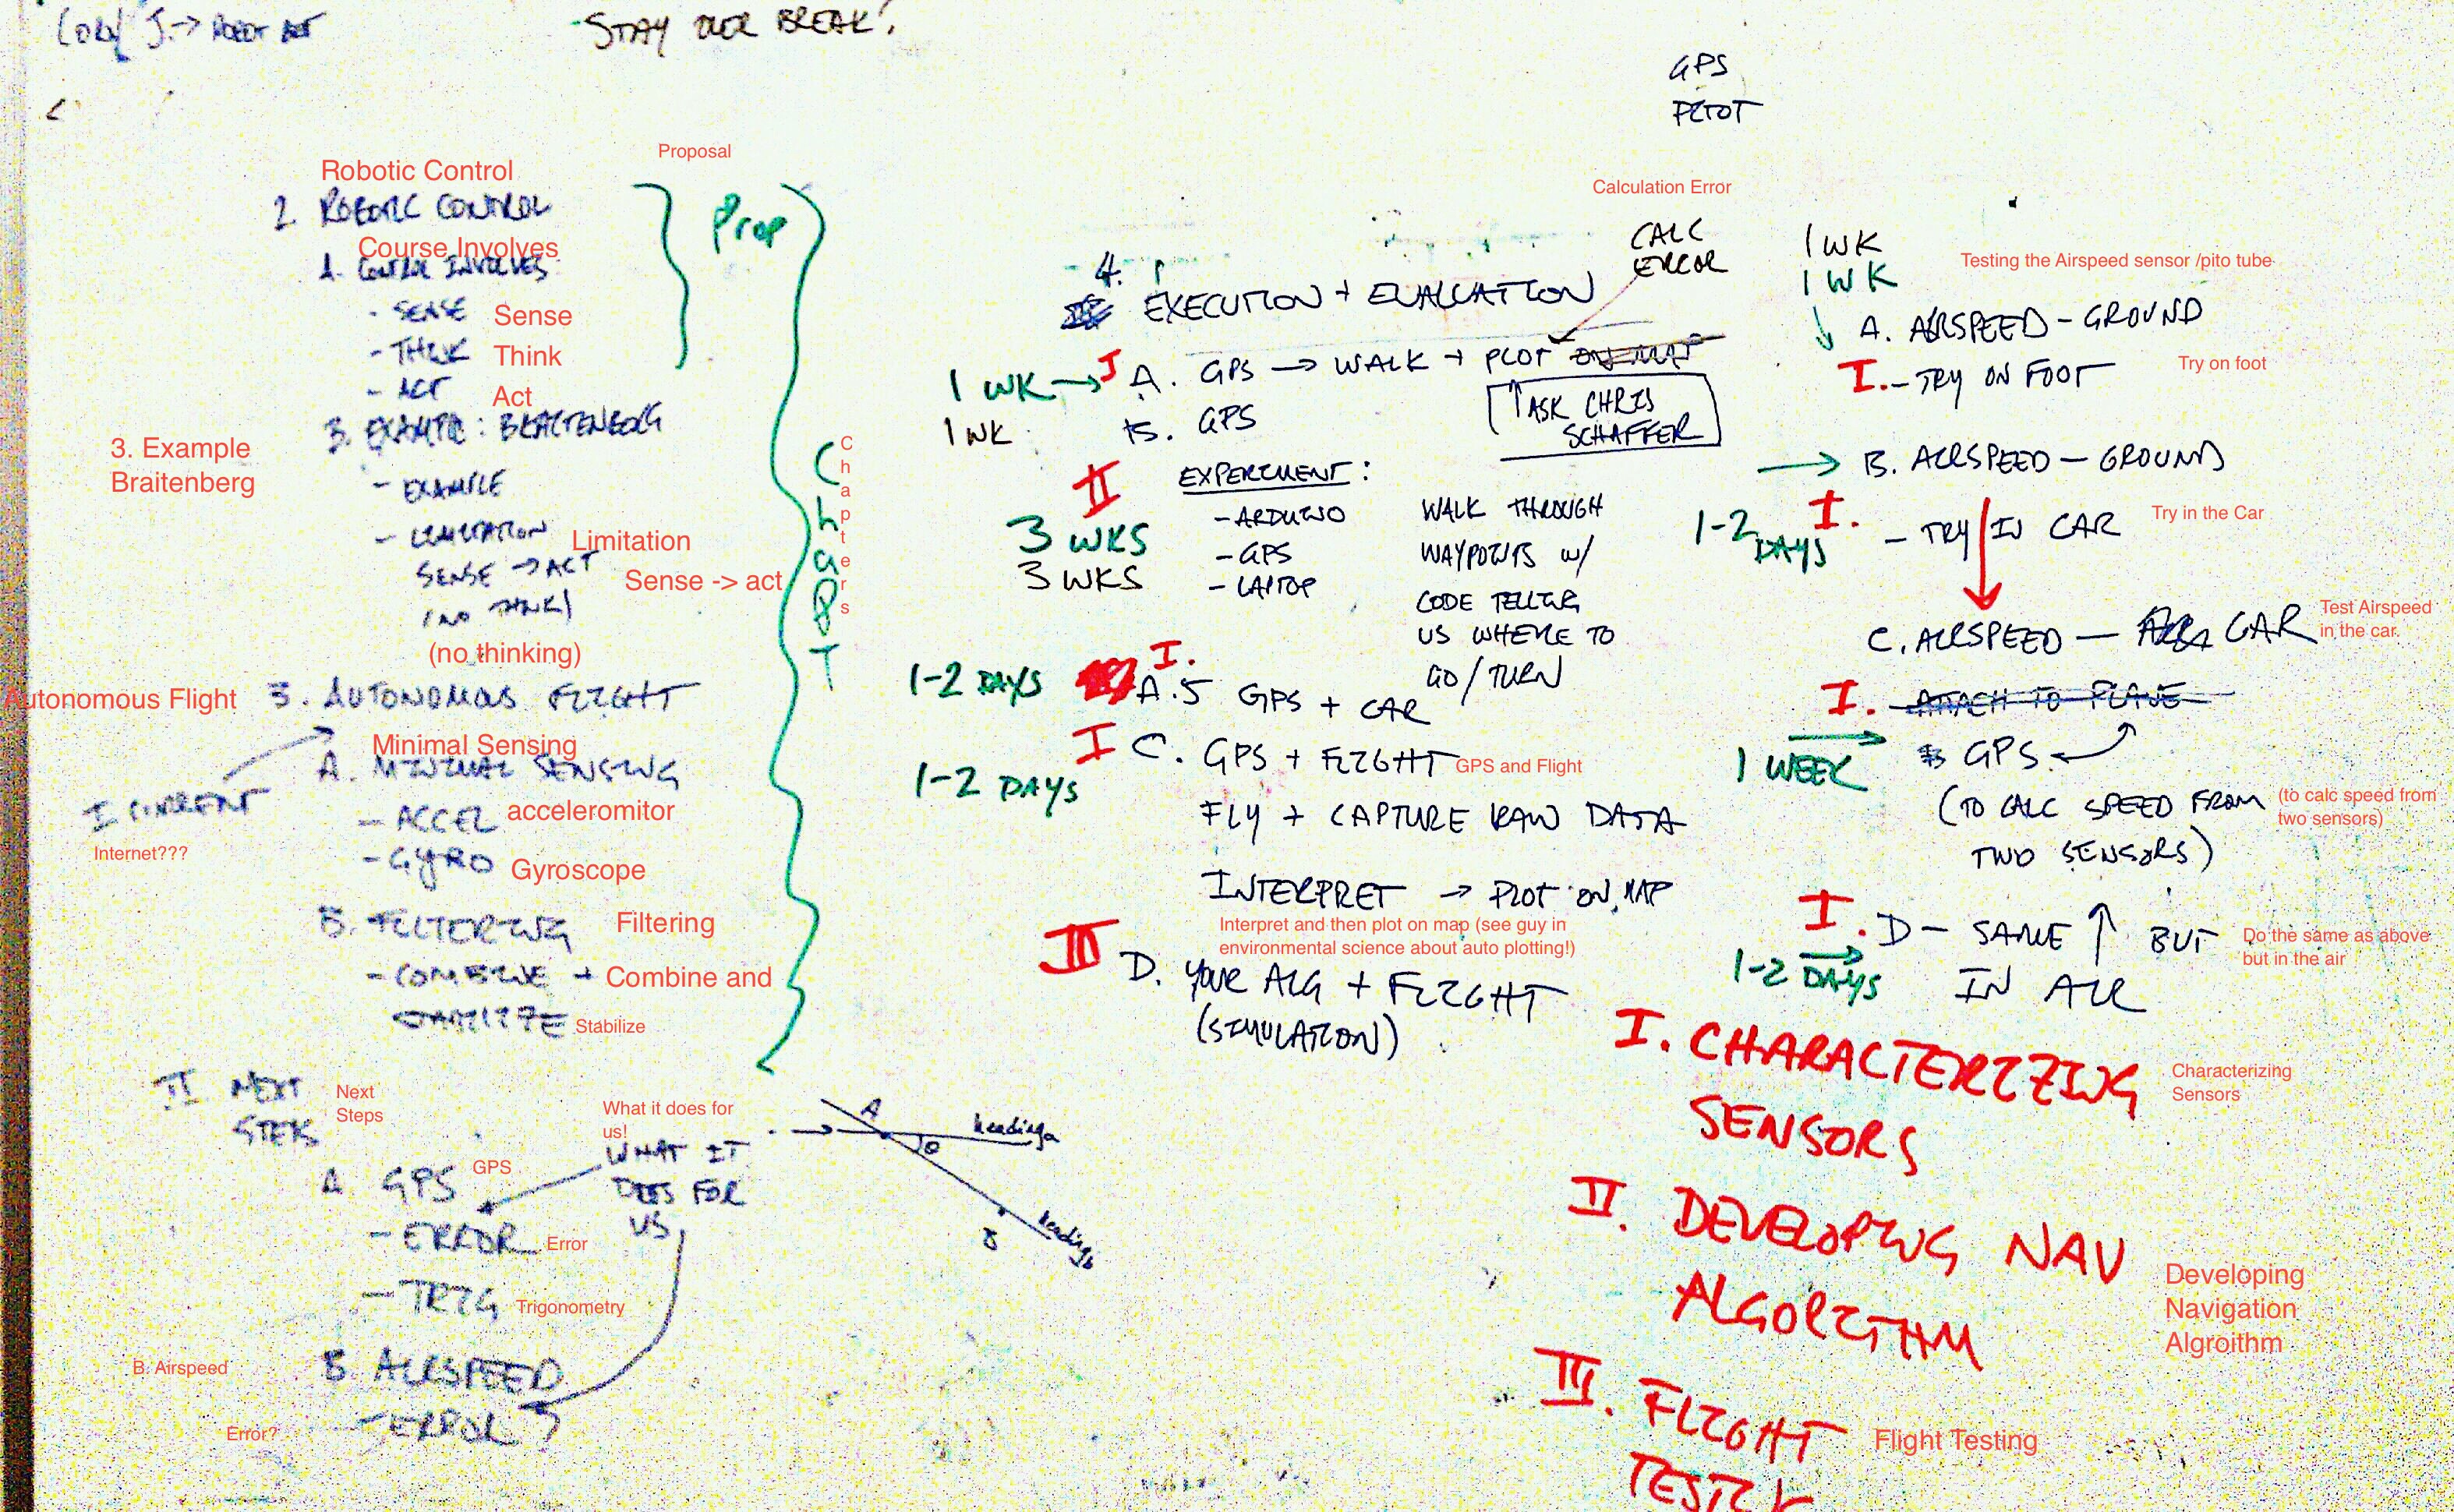 STAY OVER BREAK!
GPS
PITOT
Proposal
Robotic Control
2. ROBOTIC CONTROL
Prop
Course Involves
A. CONTROL INVOLVES
- SENSE Sense
- THINK Think
- ACT Act
3. Example
Braitenberg
B. EXAMPLE: BRAITENBERG
- EXAMPLE
- LIMITATION Limitation
SENSE → ACT Sense -> act
(NO THINK)
(no thinking)
Chapters
ChaPT
Autonomous Flight
3. AUTONOMOUS FLIGHT
Minimal Sensing
A. MINIMAL SENSING
I CURRENT
Internet???
- ACCEL acceleromitor
- GYRO Gyroscope
B. FILTERING Filtering
- COMBINE + Combine and
STABILIZE Stabilize
II NEXT
STEPS
Next
Steps
What it does for
us!
WHAT IT
DOES FOR
US
A GPS GPS
- ERROR Error
- TRIG Trigonometry
B. Airspeed
B AIRSPEED
Error?
- ERROR
A
heading a
θ
heading b
B
Calculation Error
CALC
ERROR
4.
EXECUTION + EVALUATION
1 WK → I A. GPS → WALK + PLOT ON MAP
↑ASK CHRIS
SCHAFFER
1 WK B. GPS
II
3 WKS
3 WKS
EXPERIMENT:
- ARDUINO
- GPS
- LAPTOP
WALK THROUGH
WAYPOINTS w/
CODE TELLING
US WHERE TO
GO / TURN
1-2 DAYS I. A.5 GPS + CAR
I C. GPS + FLIGHT GPS and Flight
1-2 DAYS
FLY + CAPTURE RAW DATA
INTERPRET → PLOT ON MAP
Interpret and then plot on map (see guy in
environmental science about auto plotting!)
III D. YOUR ALG + FLIGHT
(SIMULATION)
1 WK
1 WK
Testing the Airspeed sensor /pito tube
A. AIRSPEED - GROUND
I. - TRY ON FOOT Try on foot
→ B. AIRSPEED - GROUND
1-2 DAYS I. - TRY IN CAR Try in the Car
C. AIRSPEED - CAR
Test Airspeed
in the car.
I. - ATTACH TO PLANE
1 WEEK → GPS
(TO CALC SPEED FROM
TWO SENSORS)
(to calc speed from
two sensors)
I. D - SAME ↑ BUT
IN AIR
1-2 DAYS
Do the same as above
but in the air
I. CHARACTERIZING
SENSORS
Characterizing
Sensors
II. DEVELOPING NAV
ALGORITHM
Developing
Navigation
Algroithm
III. FLIGHT
Flight Testing